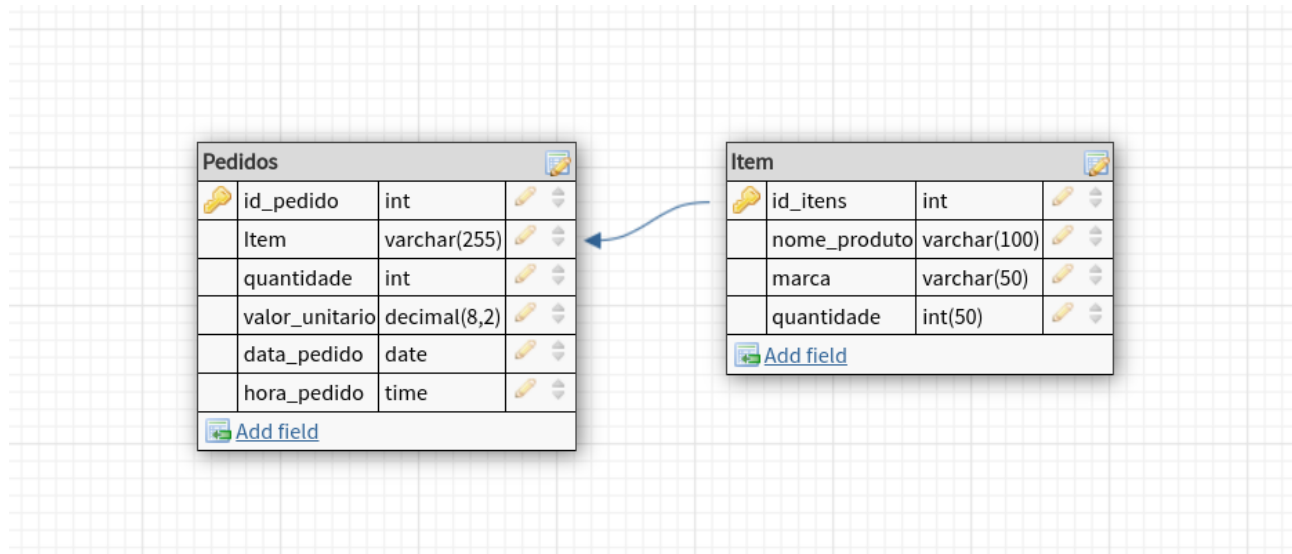 Pedidos
id_pedido int
Item varchar(255)
quantidade int
valor_unitario decimal(8,2)
data_pedido date
hora_pedido time
Add field
Item
id_itens int
nome_produto varchar(100)
marca varchar(50)
quantidade int(50)
Add field